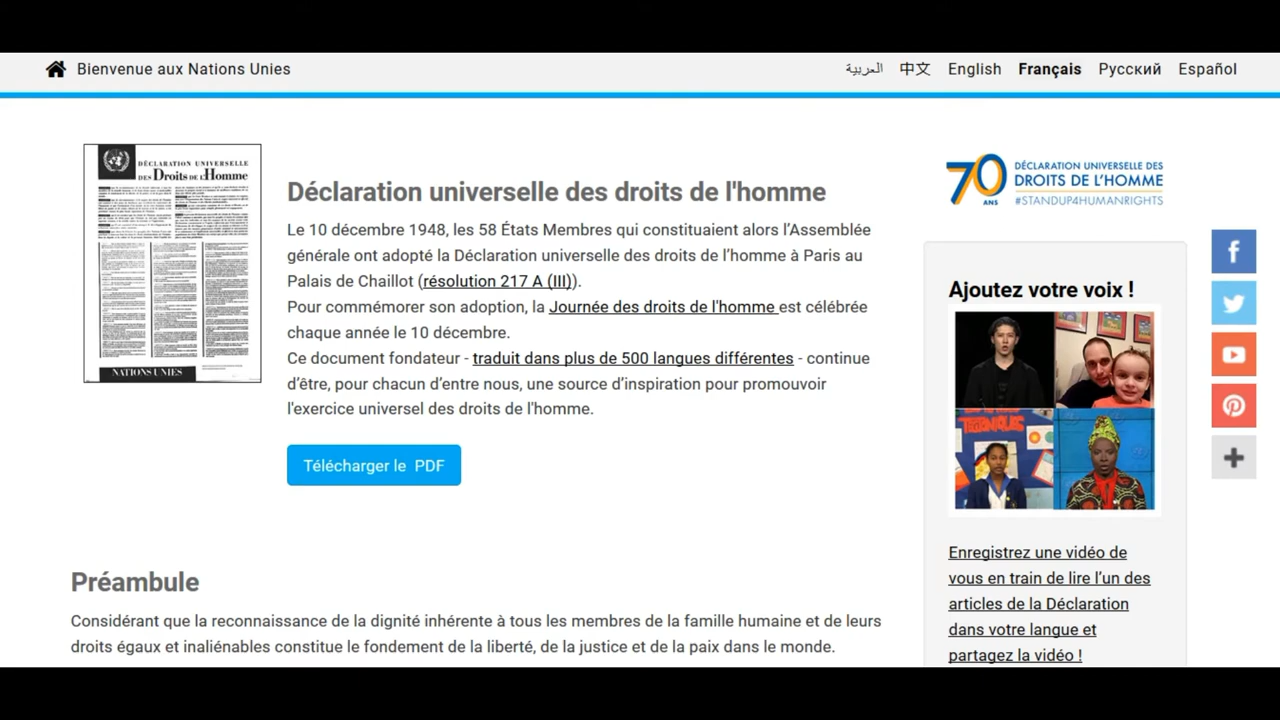 Bienvenue aux Nations Unies
العربية 中文 English Français Русский Español
DÉCLARATION UNIVERSELLE
DES Droits DE L'Homme
NATIONS UNIES
Déclaration universelle des droits de l'homme
Le 10 décembre 1948, les 58 États Membres qui constituaient alors l’Assemblée
générale ont adopté la Déclaration universelle des droits de l’homme à Paris au
Palais de Chaillot (résolution 217 A (III)).
Pour commémorer son adoption, la Journée des droits de l'homme est célébrée
chaque année le 10 décembre.
Ce document fondateur - traduit dans plus de 500 langues différentes - continue
d’être, pour chacun d’entre nous, une source d’inspiration pour promouvoir
l'exercice universel des droits de l'homme.
Télécharger le PDF
Préambule
Considérant que la reconnaissance de la dignité inhérente à tous les membres de la famille humaine et de leurs
droits égaux et inaliénables constitue le fondement de la liberté, de la justice et de la paix dans le monde.
70
ANS
DÉCLARATION UNIVERSELLE DES
DROITS DE L’HOMME
#STANDUP4HUMANRIGHTS
Ajoutez votre voix !
Enregistrez une vidéo de
vous en train de lire l’un des
articles de la Déclaration
dans votre langue et
partagez la vidéo !